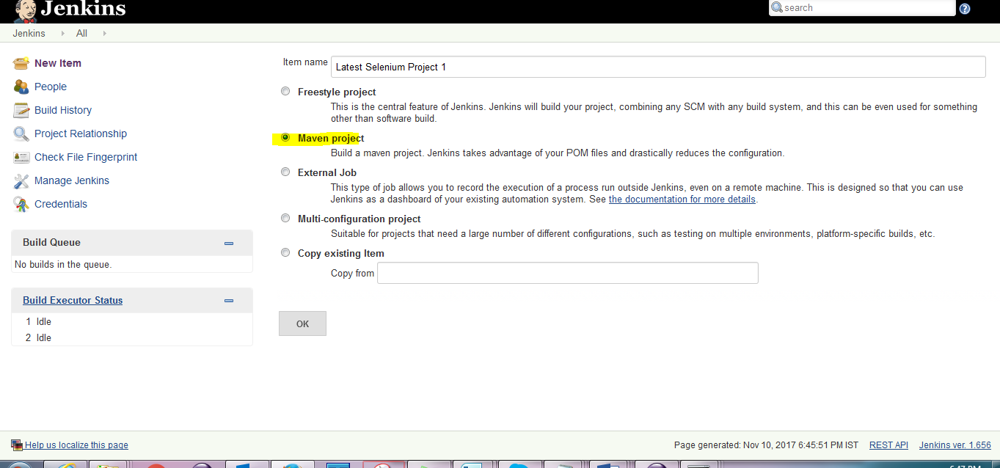 Jenkins
search
Jenkins All
New Item
People
Build History
Project Relationship
Check File Fingerprint
Manage Jenkins
Credentials
Build Queue
No builds in the queue.
Build Executor Status
1 Idle
2 Idle
Item name Latest Selenium Project 1
Freestyle project
This is the central feature of Jenkins. Jenkins will build your project, combining any SCM with any build system, and this can be even used for something
other than software build.
Maven project
Build a maven project. Jenkins takes advantage of your POM files and drastically reduces the configuration.
External Job
This type of job allows you to record the execution of a process run outside Jenkins, even on a remote machine. This is designed so that you can use
Jenkins as a dashboard of your existing automation system. See the documentation for more details.
Multi-configuration project
Suitable for projects that need a large number of different configurations, such as testing on multiple environments, platform-specific builds, etc.
Copy existing Item
Copy from
OK
Help us localize this page
Page generated: Nov 10, 2017 6:45:51 PM IST REST API Jenkins ver. 1.656
6:47 PM